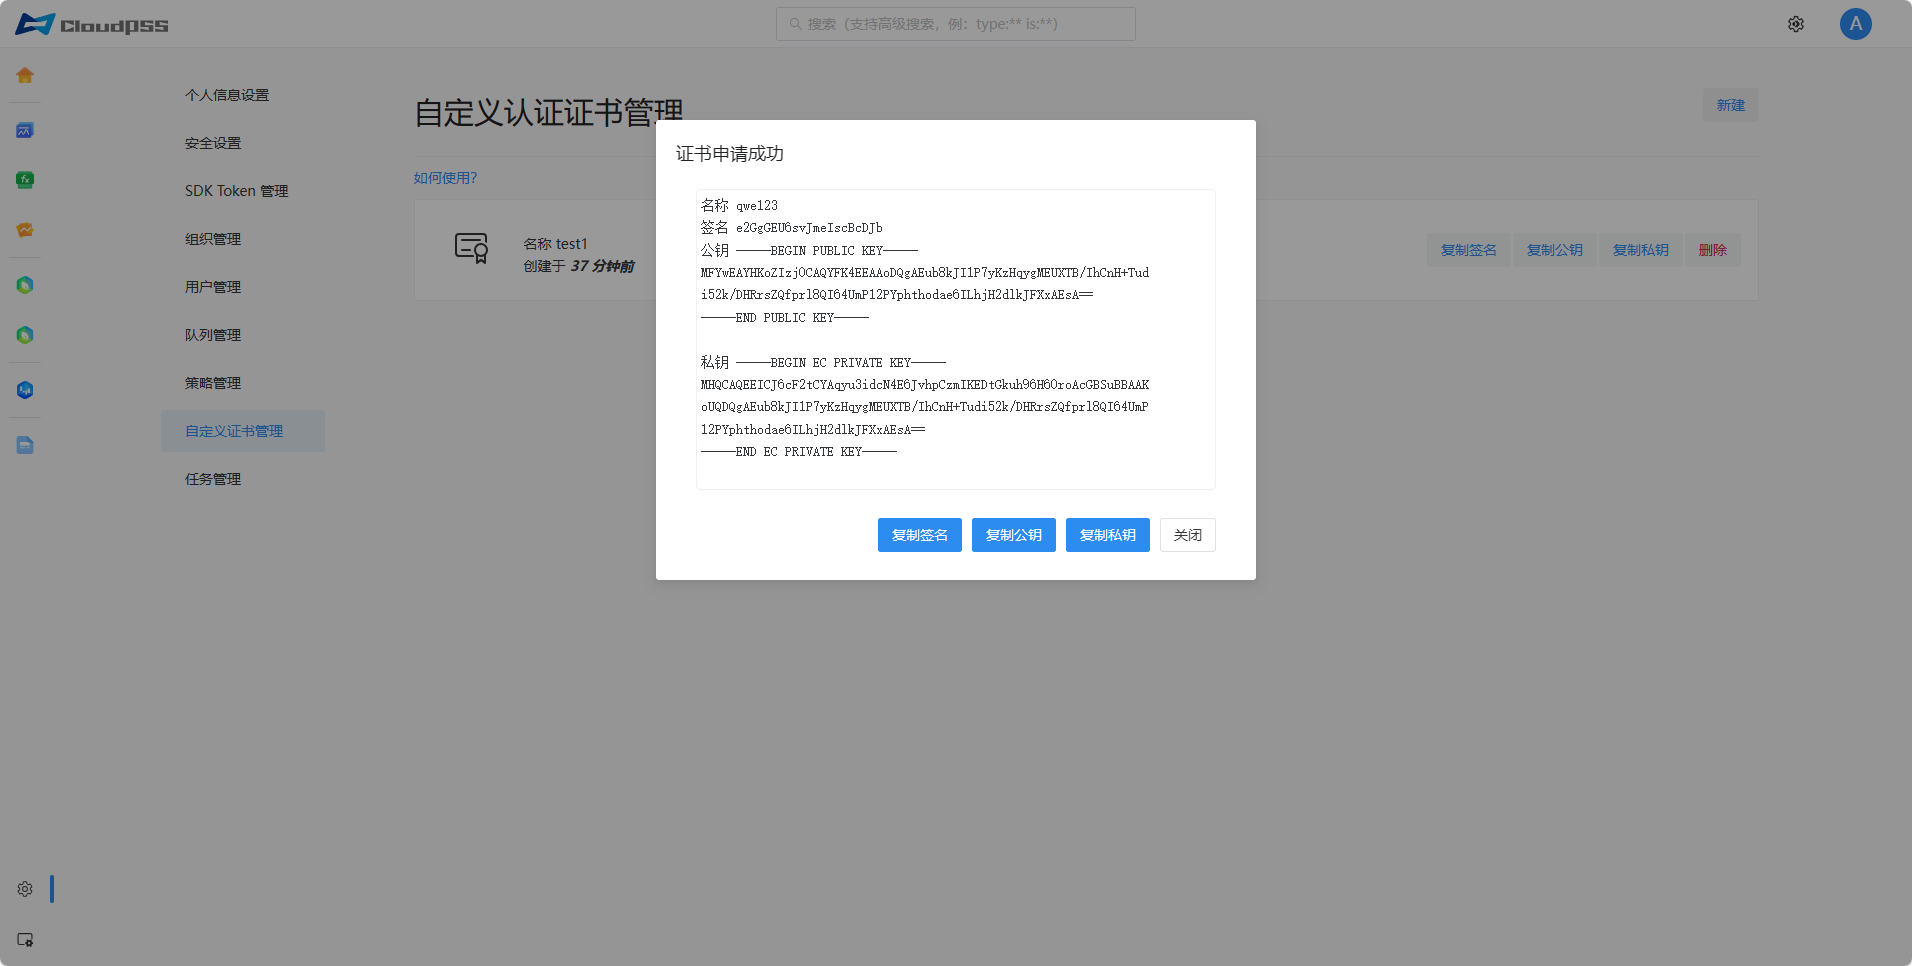 CloudPSS
搜索（支持高级搜索，例：type:** is:**）
A
个人信息设置
安全设置
SDK Token 管理
组织管理
用户管理
队列管理
策略管理
自定义证书管理
任务管理
自定义认证证书管理
新建
如何使用?
名称 test1
创建于 37 分钟前
复制签名
复制公钥
复制私钥
删除
证书申请成功
名称 qwe123
签名 e2GgGEU6svJmeIscBcDJb
公钥 -----BEGIN PUBLIC KEY-----
MFYwEAYHKoZIzj0CAQYFK4EEAAoDQgAEub8kJI1P7yKzHqygMEUXTB/IhCnH+Tud
i52k/DHRrsZQfprl8QI64UmP12PYphthodae6ILhjH2dlkJFXxAEsA==
-----END PUBLIC KEY-----
私钥 -----BEGIN EC PRIVATE KEY-----
MHQCAQEEICJ6cF2tCYAqyu3idcN4E6JvhpCzmIKEDtGkuh96H60roAcGBSuBBAAK
oUQDQgAEub8kJI1P7yKzHqygMEUXTB/IhCnH+Tudi52k/DHRrsZQfprl8QI64UmP
12PYphthodae6ILhjH2dlkJFXxAEsA==
-----END EC PRIVATE KEY-----
复制签名
复制公钥
复制私钥
关闭